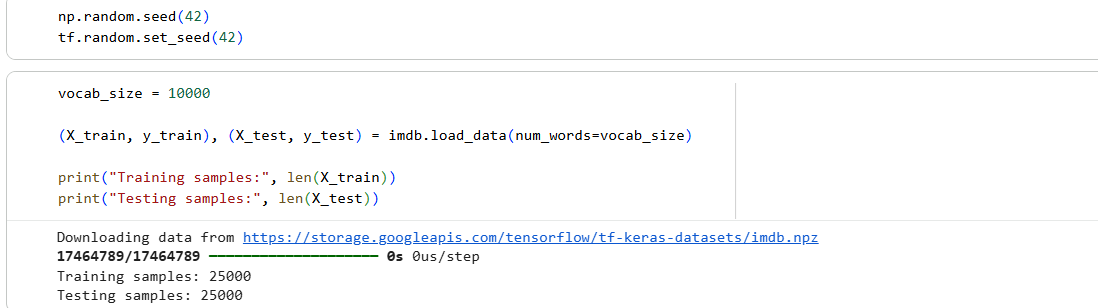 np.random.seed(42)
tf.random.set_seed(42)
vocab_size = 10000
(X_train, y_train), (X_test, y_test) = imdb.load_data(num_words=vocab_size)
print("Training samples:", len(X_train))
print("Testing samples:", len(X_test))
Downloading data from https://storage.googleapis.com/tensorflow/tf-keras-datasets/imdb.npz
17464789/17464789 ━━━━━━━━━━━━━━━━━━━━ 0s 0us/step
Training samples: 25000
Testing samples: 25000